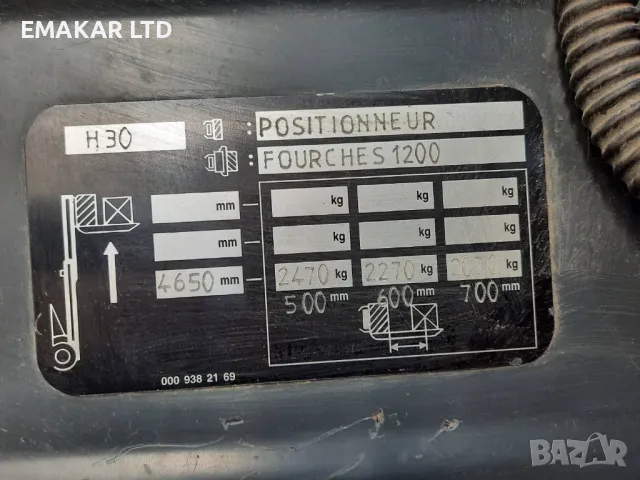 EMAKAR LTD
H30
: POSITIONNEUR
: FOURCHES 1200
mm kg kg kg
mm kg kg kg
4650 mm 2470 kg 2270 kg kg
500 mm 600 mm 700 mm
000 938 21 69
BAZAR
bg